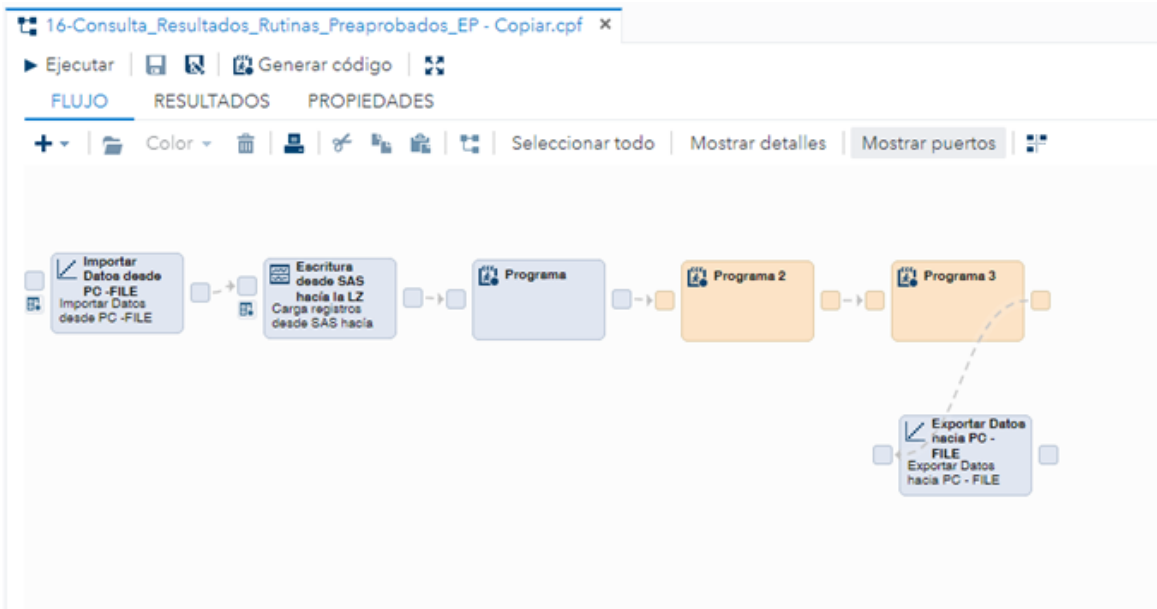 16-Consulta_Resultados_Rutinas_Preaprobados_EP - Copiar.cpf ×
Ejecutar Generar código
FLUJO RESULTADOS PROPIEDADES
Color Seleccionar todo Mostrar detalles Mostrar puertos
Importar
Datos desde
PC -FILE
Importar Datos
desde PC -FILE
Escritura
desde SAS
hacía la LZ
Carga registros
desde SAS hacía
Programa
Programa 2
Programa 3
Exportar Datos
hacia PC -
FILE
Exportar Datos
hacia PC - FILE